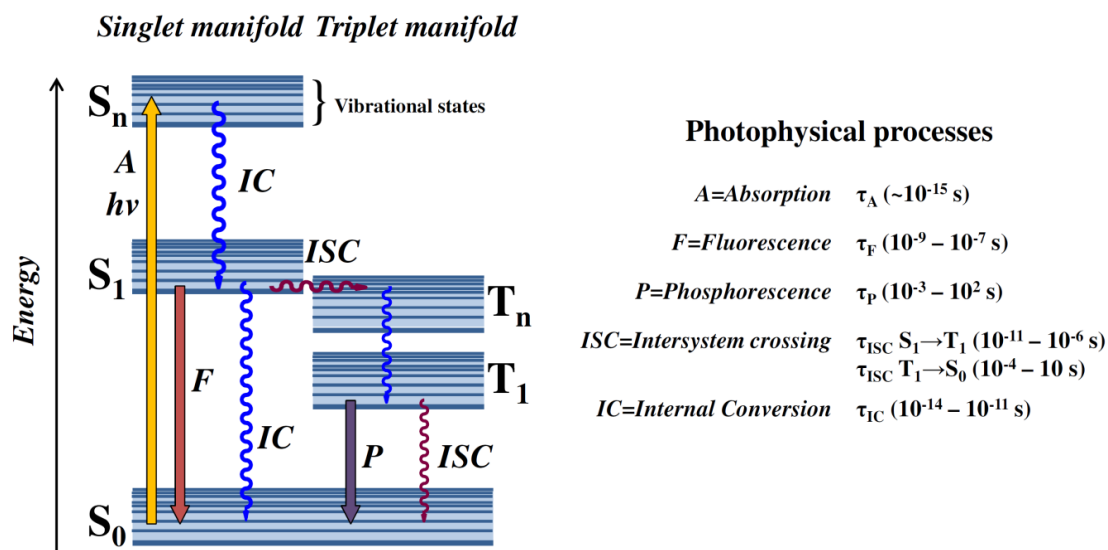 Singlet manifold Triplet manifold
Sn
Vibrational states
A
hν
IC
S1
ISC
Tn
F
T1
IC
P
ISC
S0
Energy
Photophysical processes
A=Absorption τA (~10-15 s)
F=Fluorescence τF (10-9 – 10-7 s)
P=Phosphorescence τP (10-3 – 102 s)
ISC=Intersystem crossing τISC S1→T1 (10-11 – 10-6 s)
τISC T1→S0 (10-4 – 10 s)
IC=Internal Conversion τIC (10-14 – 10-11 s)